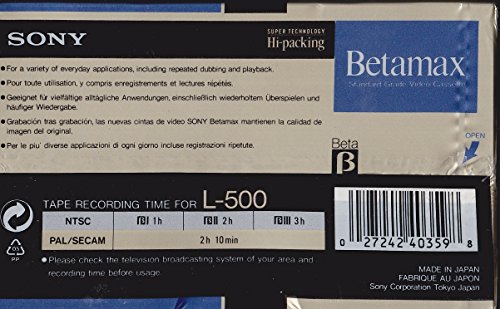 SONY
SUPER TECHNOLOGY
Hi-packing
Betamax
Standard Grade Video Cassette
• For a variety of everyday applications, including repeated dubbing and playback.
• Pour toute utilisation, y compris enregistrements et lectures répétés.
• Geeignet für vielfältige alltägliche Anwendungen, einschließlich wiederholtem Überspielen und
häufiger Wiedergabe.
• Grabación tras grabación, las nuevas cintas de video SONY Betamax mantienen la calidad de
imagen del original.
• Per le piu' diverse applicazioni di ogni giorno incluse registrazioni ripetute.
Beta
β
OPEN
TAPE RECORDING TIME FOR L-500
NTSC βI 1h βII 2h βIII 3h
PAL/SECAM 2h 10min
• Please check the television broadcasting system of your area and
recording time before usage.
05
PP
0 27242 40359 8
MADE IN JAPAN
FABRIQUE AU JAPON
Sony Corporation Tokyo Japan